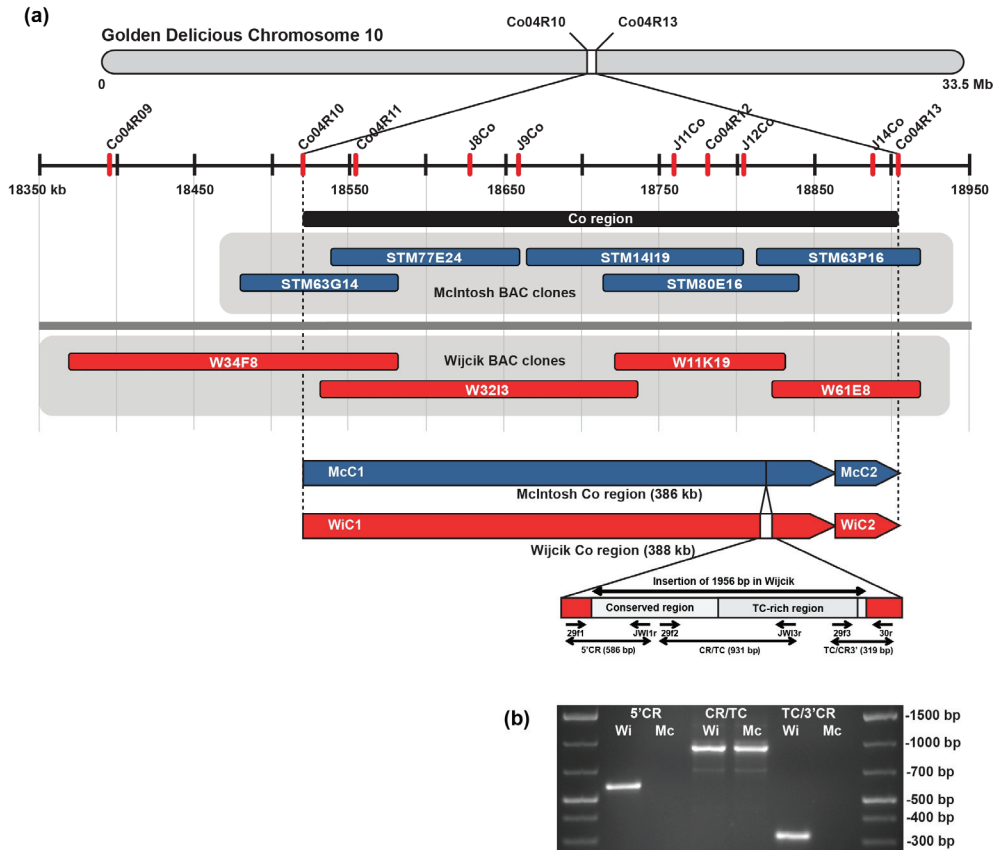 (a)
Co04R10 Co04R13
Golden Delicious Chromosome 10
0 33.5 Mb
Co04R09 Co04R10 Co04R11 J8Co J9Co J11Co Co04R12 J12Co J14Co Co04R13
18350 kb 18450 18550 18650 18750 18850 18950
Co region
STM77E24 STM14I19 STM63P16
STM63G14 STM80E16
McIntosh BAC clones
Wijcik BAC clones
W34F8 W11K19
W32I3 W61E8
McC1 McC2
McIntosh Co region (386 kb)
WiC1 WiC2
Wijcik Co region (388 kb)
Insertion of 1956 bp in Wijcik
Conserved region TC-rich region
29f1 JWI1r 29f2 JWI3r 29f3 30r
5'CR (586 bp) CR/TC (931 bp) TC/CR3' (319 bp)
(b)
5'CR CR/TC TC/3'CR
Wi Mc Wi Mc Wi Mc
-1500 bp
-1000 bp
-700 bp
-500 bp
-400 bp
-300 bp